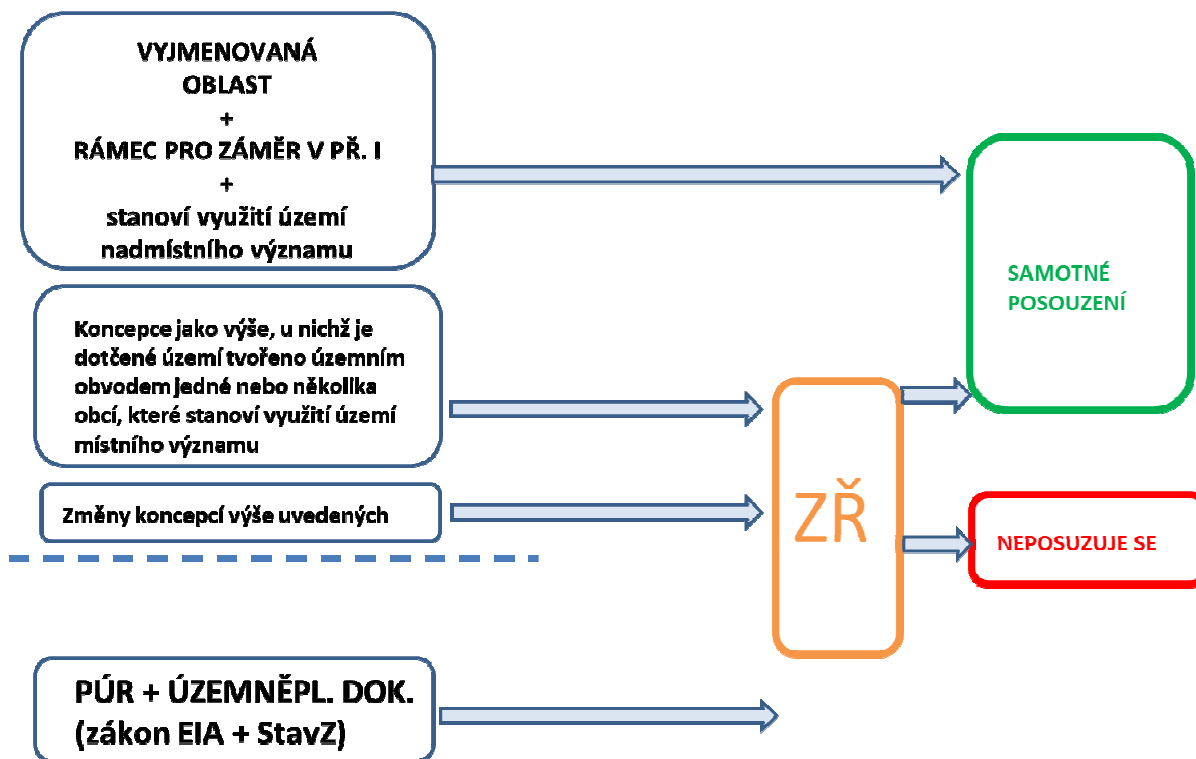 VYJMENOVANÁ
OBLAST
+
RÁMEC PRO ZÁMĚR V PŘ. I
+
stanoví využití území
nadmístního významu
SAMOTNÉ
POSOUZENÍ
Koncepce jako výše, u nichž je
dotčené území tvořeno územním
obvodem jedné nebo několika
obcí, které stanoví využití území
místního významu
ZŘ
Změny koncepcí výše uvedených
NEPOSUZUJE SE
PÚR + ÚZEMNĚPL. DOK.
(zákon EIA + StavZ)